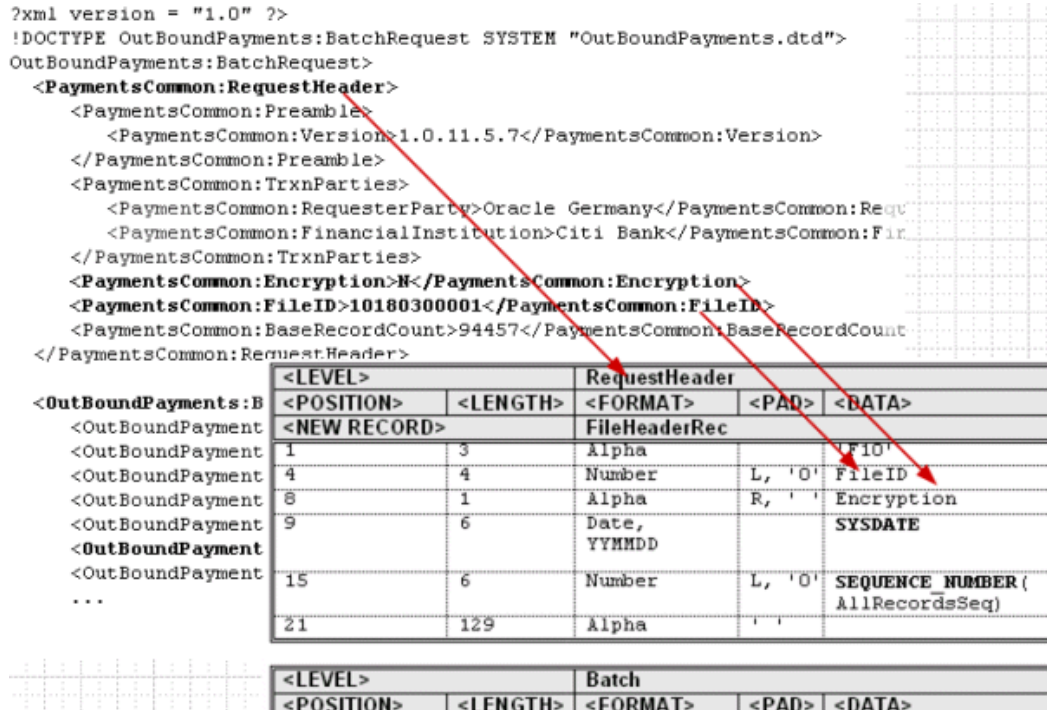 ?xml version = "1.0" ?>
!DOCTYPE OutBoundPayments:BatchRequest SYSTEM "OutBoundPayments.dtd">
OutBoundPayments:BatchRequest>
<PaymentsCommon:RequestHeader>
<PaymentsCommon:Preamble>
<PaymentsCommon:Version>1.0.11.5.7</PaymentsCommon:Version>
</PaymentsCommon:Preamble>
<PaymentsCommon:TrxnParties>
<PaymentsCommon:RequesterParty>Oracle Germany</PaymentsCommon:Requ
<PaymentsCommon:FinancialInstitution>Citi Bank</PaymentsCommon:Fin
</PaymentsCommon:TrxnParties>
<PaymentsCommon:Encryption>N</PaymentsCommon:Encryption>
<PaymentsCommon:FileID>10180300001</PaymentsCommon:FileID>
<PaymentsCommon:BaseRecordCount>94457</PaymentsCommon:BaseRecordCount
</PaymentsCommon:RequestHeader>
<OutBoundPayments:B
<OutBoundPayment
<OutBoundPayment
<OutBoundPayment
<OutBoundPayment
<OutBoundPayment
<OutBoundPayment
<OutBoundPayment
...
<LEVEL> RequestHeader
<POSITION> <LENGTH> <FORMAT> <PAD> <DATA>
<NEW RECORD> FileHeaderRec
1 3 Alpha 'F10'
4 4 Number L, '0' FileID
8 1 Alpha R, ' ' Encryption
9 6 Date, SYSDATE
YYMMDD
15 6 Number L, '0' SEQUENCE_NUMBER(
AllRecordsSeq)
21 129 Alpha ' '
<LEVEL> Batch
<POSITION> <LENGTH> <FORMAT> <PAD> <DATA>